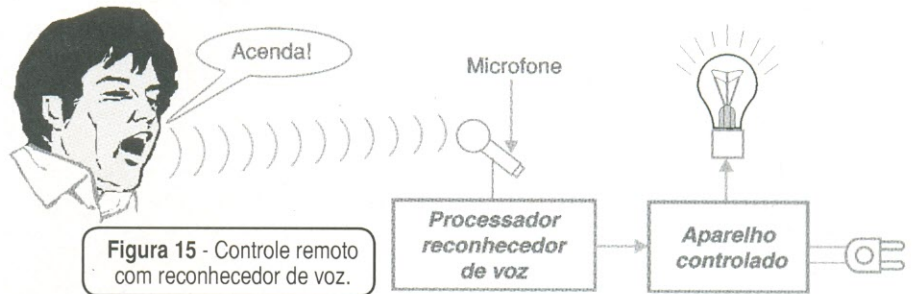 Acenda!
Microfone
Processador
reconhecedor
de voz
Aparelho
controlado
Figura 15 - Controle remoto
com reconhecedor de voz.